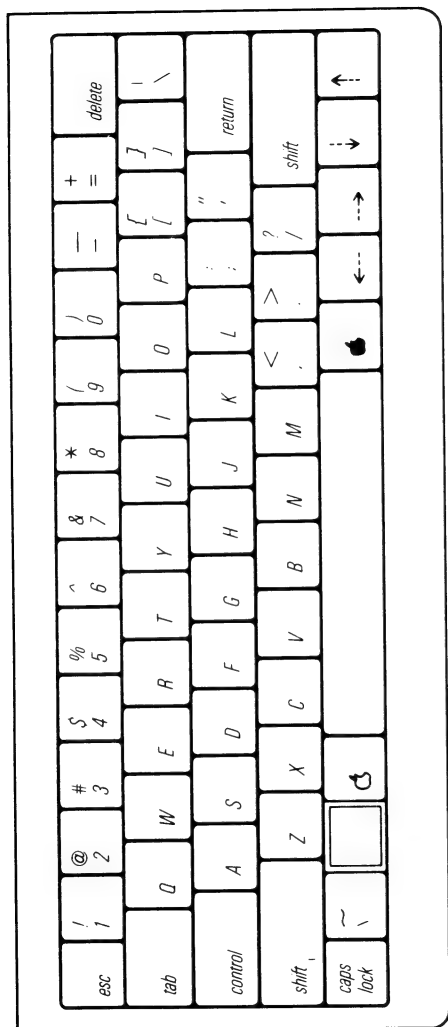 ! @ # $ % ^ & * ( ) — +
esc 1 2 3 4 5 6 7 8 9 0 - = delete
{ } |
tab Q W E R T Y U I O P [ ] \
: "
control A S D F G H J K L ; ' return
< > ?
shift Z X C V B N M , . / shift
caps ~
lock ` ← → ↓ ↑